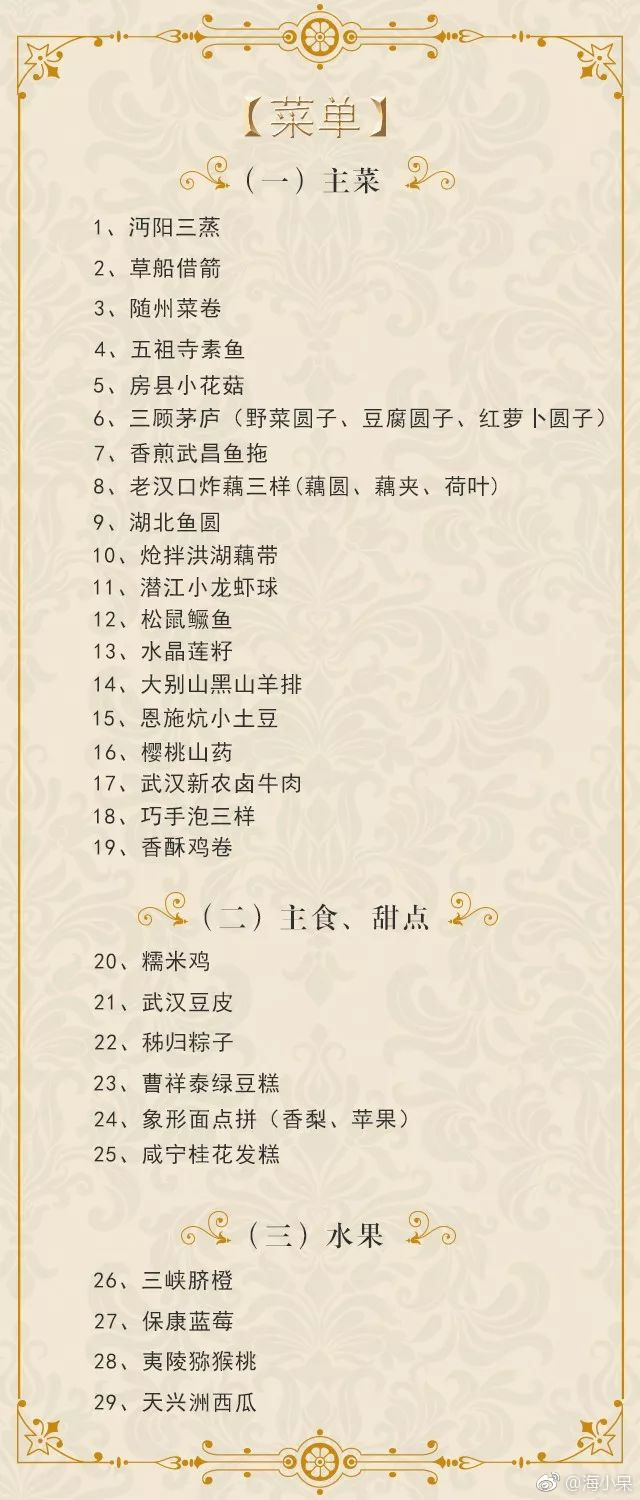 【菜单】
（一）主菜
1、沔阳三蒸
2、草船借箭
3、随州菜卷
4、五祖寺素鱼
5、房县小花菇
6、三顾茅庐（野菜圆子、豆腐圆子、红萝卜圆子）
7、香煎武昌鱼拖
8、老汉口炸藕三样(藕圆、藕夹、荷叶)
9、湖北鱼圆
10、炝拌洪湖藕带
11、潜江小龙虾球
12、松鼠鳜鱼
13、水晶莲籽
14、大别山黑山羊排
15、恩施炕小土豆
16、樱桃山药
17、武汉新农卤牛肉
18、巧手泡三样
19、香酥鸡卷
（二）主食、甜点
20、糯米鸡
21、武汉豆皮
22、秭归粽子
23、曹祥泰绿豆糕
24、象形面点拼（香梨、苹果）
25、咸宁桂花发糕
（三）水果
26、三峡脐橙
27、保康蓝莓
28、夷陵猕猴桃
29、天兴洲西瓜
@海小呆